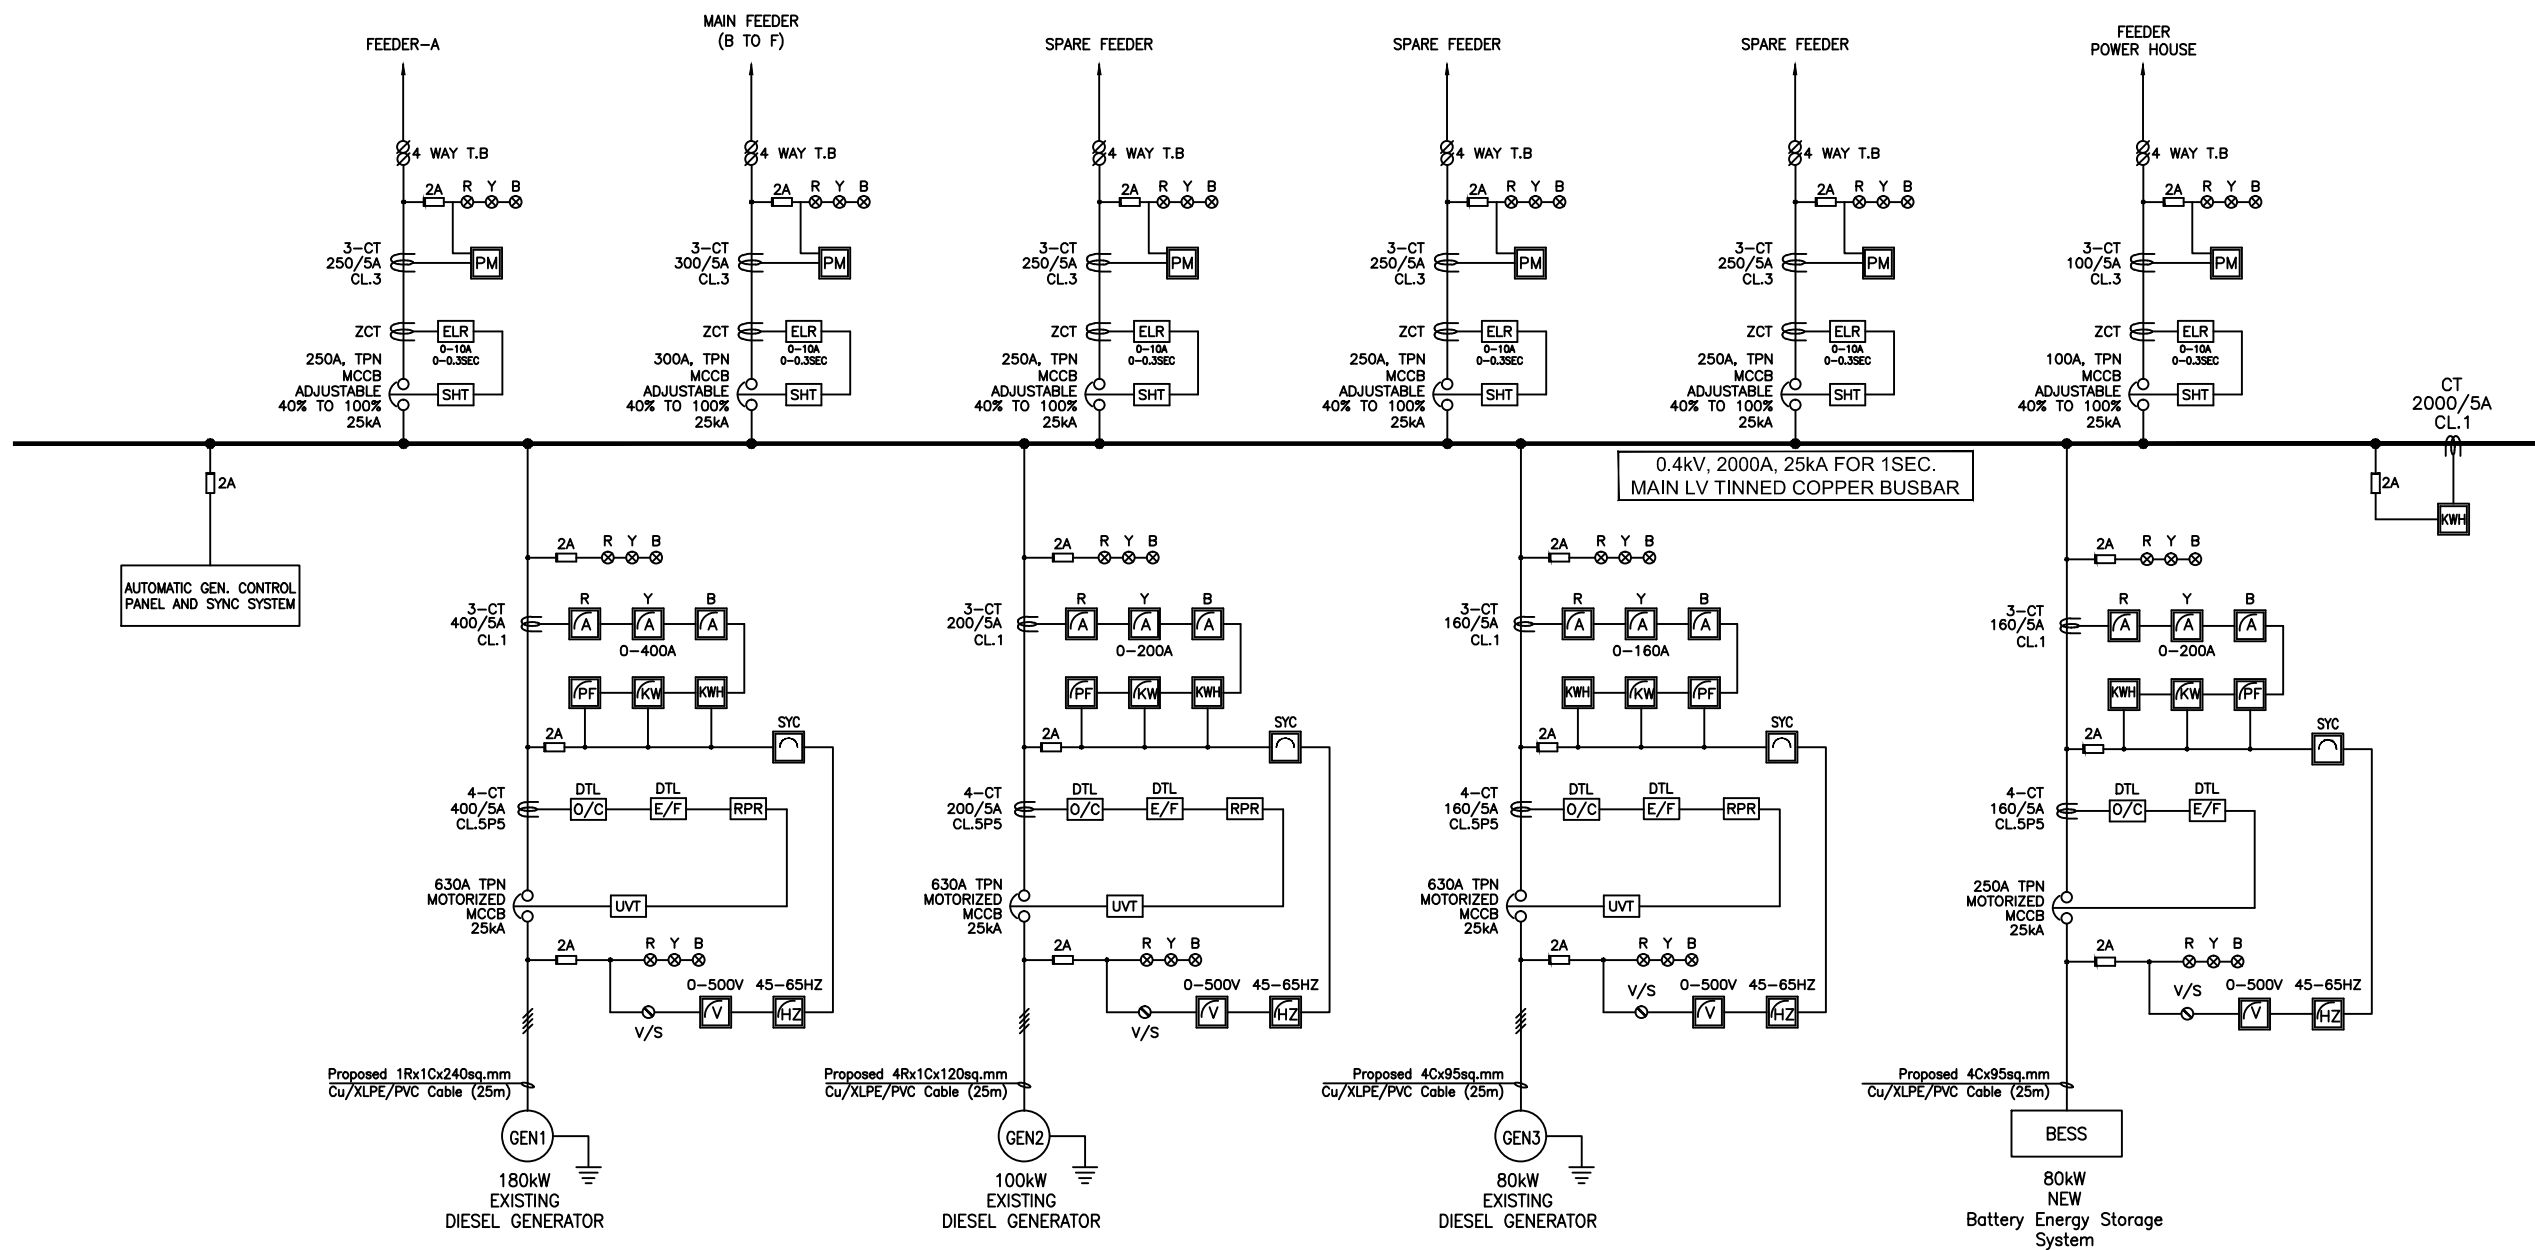 FEEDER-A
MAIN FEEDER
(B TO F)
SPARE FEEDER
SPARE FEEDER
SPARE FEEDER
FEEDER
POWER HOUSE
4 WAY T.B
2A R Y B
3-CT
250/5A
CL.3
PM
ZCT
ELR
0-10A
0-0.3SEC
250A, TPN
MCCB
ADJUSTABLE
40% TO 100%
25kA
SHT
4 WAY T.B
2A R Y B
3-CT
300/5A
CL.3
PM
ZCT
ELR
0-10A
0-0.3SEC
300A, TPN
MCCB
ADJUSTABLE
40% TO 100%
25kA
SHT
4 WAY T.B
2A R Y B
3-CT
250/5A
CL.3
PM
ZCT
ELR
0-10A
0-0.3SEC
250A, TPN
MCCB
ADJUSTABLE
40% TO 100%
25kA
SHT
4 WAY T.B
2A R Y B
3-CT
250/5A
CL.3
PM
ZCT
ELR
0-10A
0-0.3SEC
250A, TPN
MCCB
ADJUSTABLE
40% TO 100%
25kA
SHT
4 WAY T.B
2A R Y B
3-CT
250/5A
CL.3
PM
ZCT
ELR
0-10A
0-0.3SEC
250A, TPN
MCCB
ADJUSTABLE
40% TO 100%
25kA
SHT
4 WAY T.B
2A R Y B
3-CT
100/5A
CL.3
PM
ZCT
ELR
0-10A
0-0.3SEC
100A, TPN
MCCB
ADJUSTABLE
40% TO 100%
25kA
SHT
CT
2000/5A
CL.1
2A
KWH
0.4kV, 2000A, 25kA FOR 1SEC.
MAIN LV TINNED COPPER BUSBAR
2A
AUTOMATIC GEN. CONTROL
PANEL AND SYNC SYSTEM
2A R Y B
3-CT
400/5A
CL.1
R Y B
A A A
0-400A
PF KW KWH
2A
SYC
4-CT
400/5A
CL.5P5
DTL DTL
O/C E/F RPR
630A TPN
MOTORIZED
MCCB
25kA
UVT
2A R Y B
0-500V 45-65HZ
V HZ
V/S
Proposed 1Rx1Cx240sq.mm
Cu/XLPE/PVC Cable (25m)
GEN1
180kW
EXISTING
DIESEL GENERATOR
2A R Y B
3-CT
200/5A
CL.1
R Y B
A A A
0-200A
PF KW KWH
2A
SYC
4-CT
200/5A
CL.5P5
DTL DTL
O/C E/F RPR
630A TPN
MOTORIZED
MCCB
25kA
UVT
2A R Y B
0-500V 45-65HZ
V HZ
V/S
Proposed 4Rx1Cx120sq.mm
Cu/XLPE/PVC Cable (25m)
GEN2
100kW
EXISTING
DIESEL GENERATOR
2A R Y B
3-CT
160/5A
CL.1
R Y B
A A A
0-160A
KWH KW PF
2A
SYC
4-CT
160/5A
CL.5P5
DTL DTL
O/C E/F RPR
630A TPN
MOTORIZED
MCCB
25kA
UVT
2A R Y B
V/S 0-500V 45-65HZ
V HZ
Proposed 4Cx95sq.mm
Cu/XLPE/PVC Cable (25m)
GEN3
80kW
EXISTING
DIESEL GENERATOR
2A R Y B
3-CT
160/5A
CL.1
R Y B
A A A
0-200A
KWH KW PF
2A
SYC
4-CT
160/5A
CL.5P5
DTL DTL
O/C E/F
250A TPN
MOTORIZED
MCCB
25kA
2A R Y B
V/S 0-500V 45-65HZ
V HZ
Proposed 4Cx95sq.mm
Cu/XLPE/PVC Cable (25m)
BESS
80kW
NEW
Battery Energy Storage
System